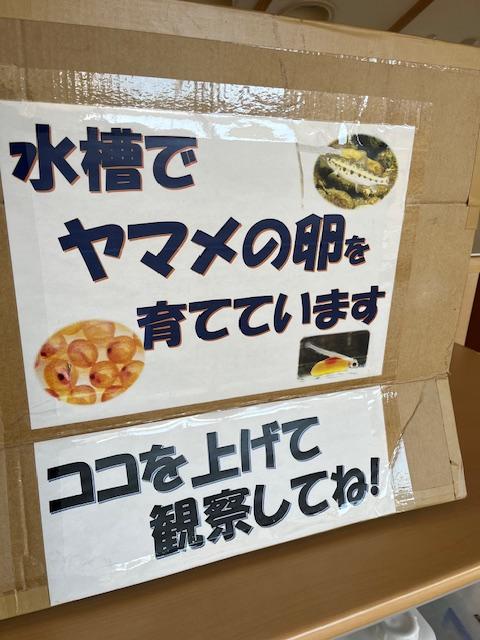 水槽で
ヤマメの卵を
育てています
ココを上げて
観察してね!